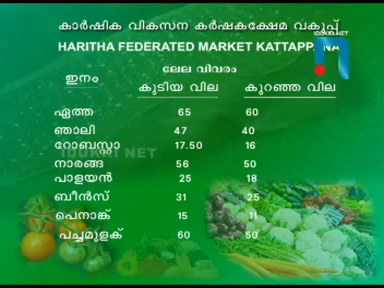 കാർഷിക വികസന കർഷകക്ഷേമ വകുപ്പ്
HARITHA FEDERATED MARKET KATTAPPANA
ലേല വിവരം
ഇനം കൂടിയ വില കുറഞ്ഞ വില
ഏത്ത 65 60
ഞാലി 47 40
റോബസ്റ്റാ 17.50 16
IDUKKI NET
നാരങ്ങ 56 50
പാളയൻ 25 18
ബീൻസ് 31 25
പെനാങ്ക് 15 11
പച്ചമുളക് 60 50